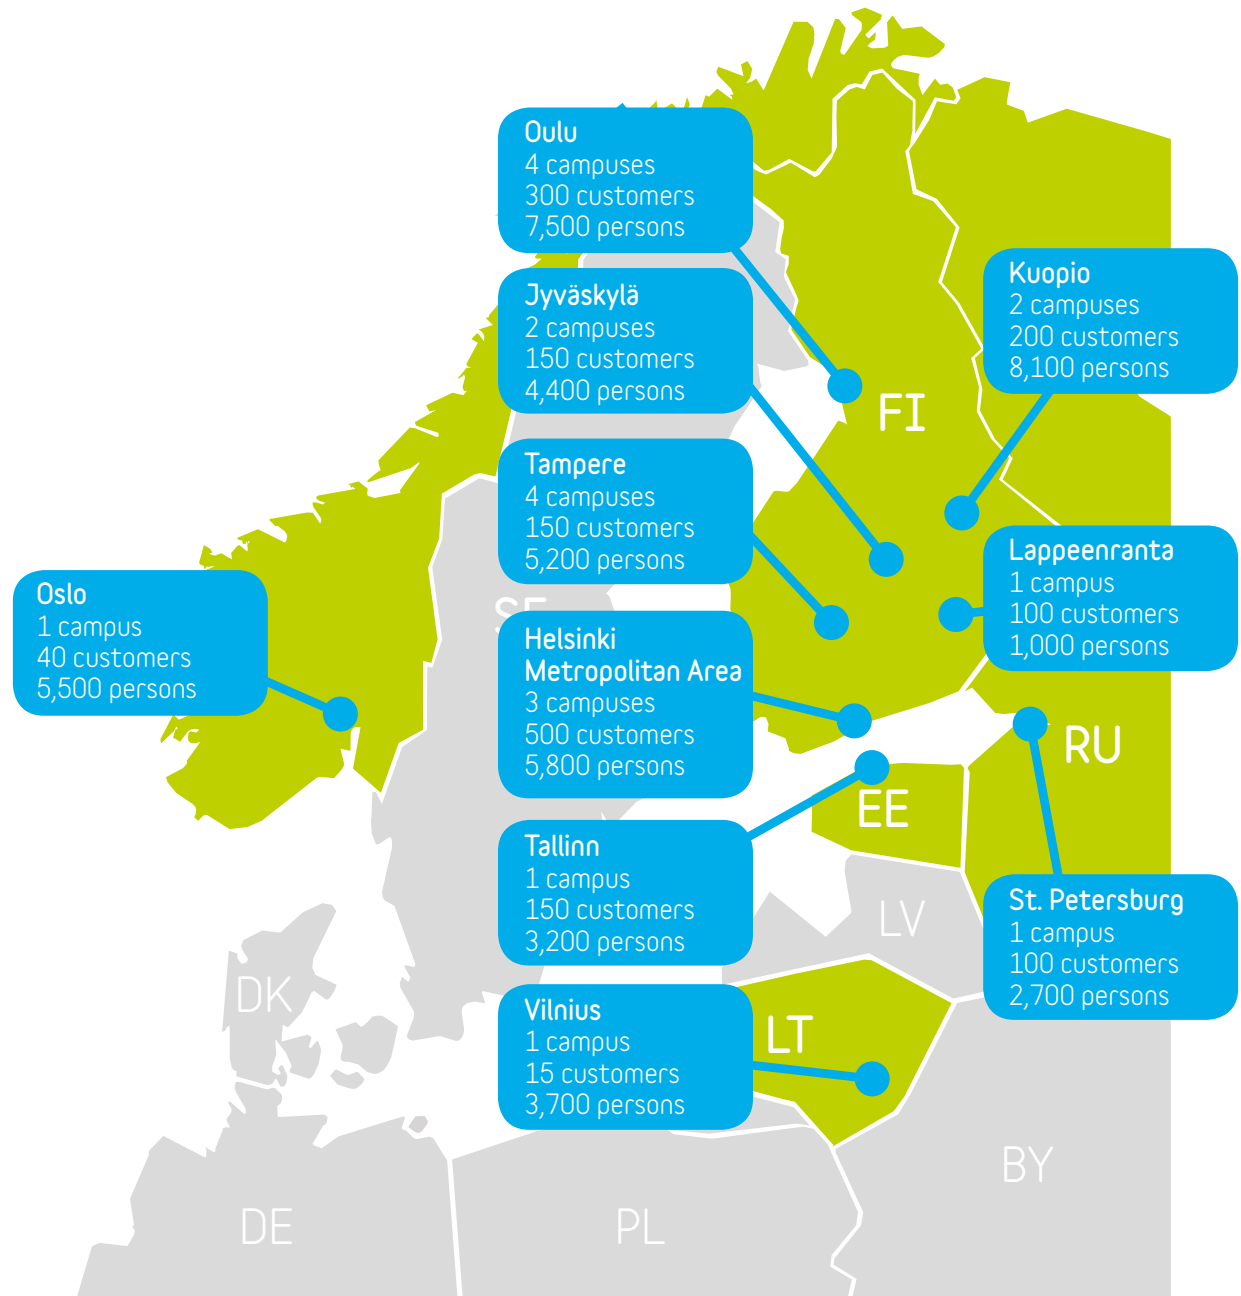 Oulu
4 campuses
300 customers
7,500 persons
Jyväskylä
2 campuses
150 customers
4,400 persons
Kuopio
2 campuses
200 customers
8,100 persons
FI
Tampere
4 campuses
150 customers
5,200 persons
Lappeenranta
1 campus
100 customers
1,000 persons
Oslo
1 campus
40 customers
5,500 persons
SE
Helsinki
Metropolitan Area
3 campuses
500 customers
5,800 persons
RU
EE
Tallinn
1 campus
150 customers
3,200 persons
LV
St. Petersburg
1 campus
100 customers
2,700 persons
DK
Vilnius
1 campus
15 customers
3,700 persons
LT
BY
DE
PL